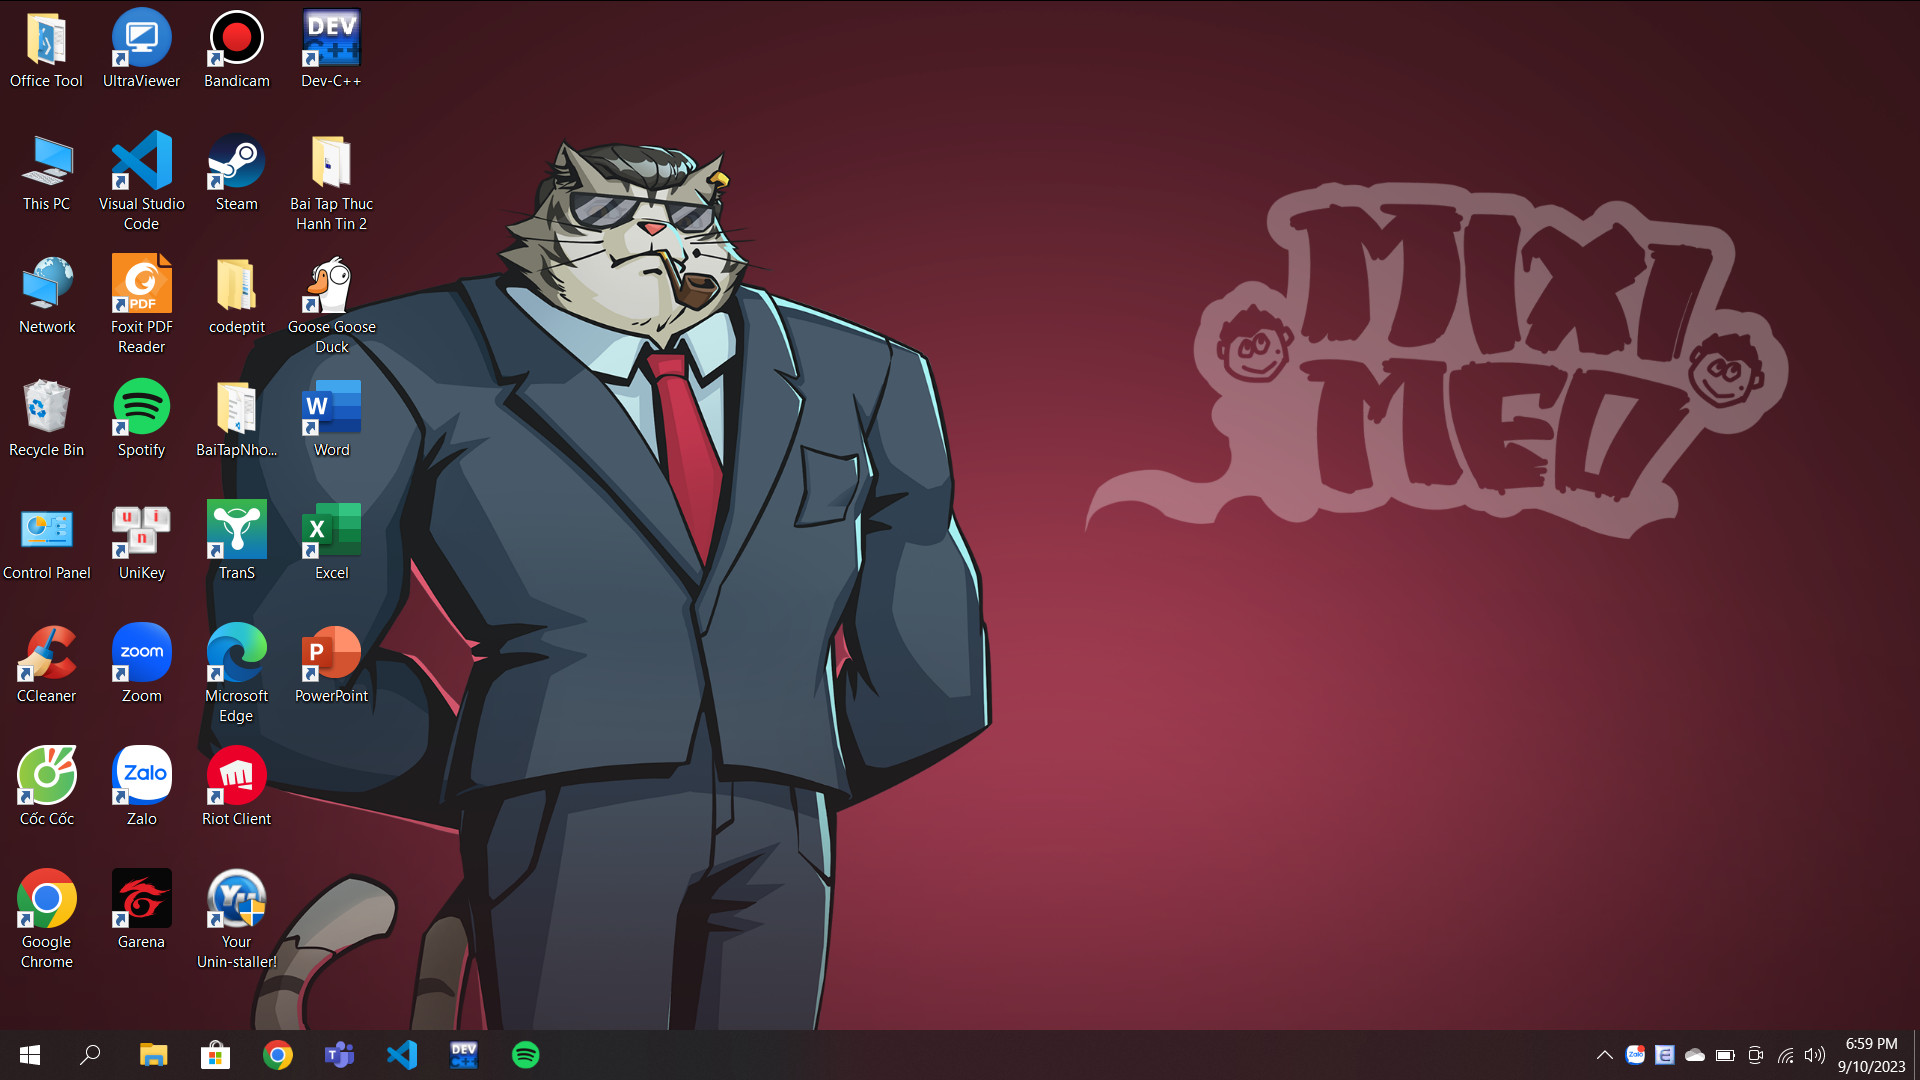 Office Tool
UltraViewer
Bandicam
DEV
C++
Dev-C++
This PC
Visual Studio
Code
Steam
Bai Tap Thuc
Hanh Tin 2
Network
PDF
Foxit PDF
Reader
codeptit
Goose Goose
Duck
Recycle Bin
Spotify
BaiTapNho...
W
Word
Control Panel
u i
n
UniKey
TranS
X
Excel
CCleaner
zoom
Zoom
Microsoft
Edge
P
PowerPoint
Cốc Cốc
Zalo
Zalo
Riot Client
Google
Chrome
Garena
YU
Your
Unin-staller!
MIXI
MEO
T
DEV
C++
Zalo
E
6:59 PM
9/10/2023